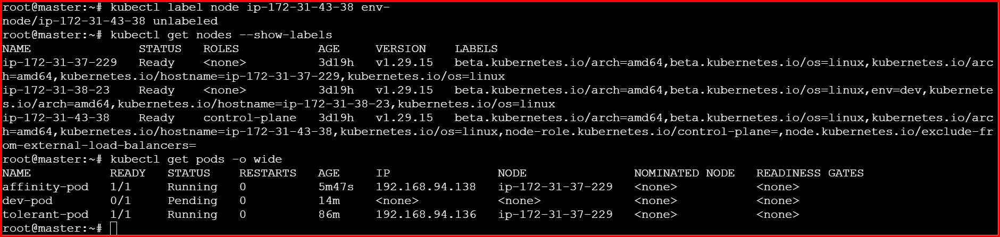 root@master:~# kubectl label node ip-172-31-43-38 env-
node/ip-172-31-43-38 unlabeled
root@master:~# kubectl get nodes --show-labels
NAME               STATUS   ROLES           AGE     VERSION    LABELS
ip-172-31-37-229   Ready    <none>          3d19h   v1.29.15   beta.kubernetes.io/arch=amd64,beta.kubernetes.io/os=linux,kubernetes.io/arc
h=amd64,kubernetes.io/hostname=ip-172-31-37-229,kubernetes.io/os=linux
ip-172-31-38-23    Ready    <none>          3d19h   v1.29.15   beta.kubernetes.io/arch=amd64,beta.kubernetes.io/os=linux,env=dev,kubernete
s.io/arch=amd64,kubernetes.io/hostname=ip-172-31-38-23,kubernetes.io/os=linux
ip-172-31-43-38    Ready    control-plane   3d19h   v1.29.15   beta.kubernetes.io/arch=amd64,beta.kubernetes.io/os=linux,kubernetes.io/arc
h=amd64,kubernetes.io/hostname=ip-172-31-43-38,kubernetes.io/os=linux,node-role.kubernetes.io/control-plane=,node.kubernetes.io/exclude-fr
om-external-load-balancers=
root@master:~# kubectl get pods -o wide
NAME           READY   STATUS    RESTARTS   AGE     IP               NODE               NOMINATED NODE   READINESS GATES
affinity-pod   1/1     Running   0          5m47s   192.168.94.138   ip-172-31-37-229   <none>           <none>
dev-pod        0/1     Pending   0          14m     <none>           <none>             <none>           <none>
tolerant-pod   1/1     Running   0          86m     192.168.94.136   ip-172-31-37-229   <none>           <none>
root@master:~#